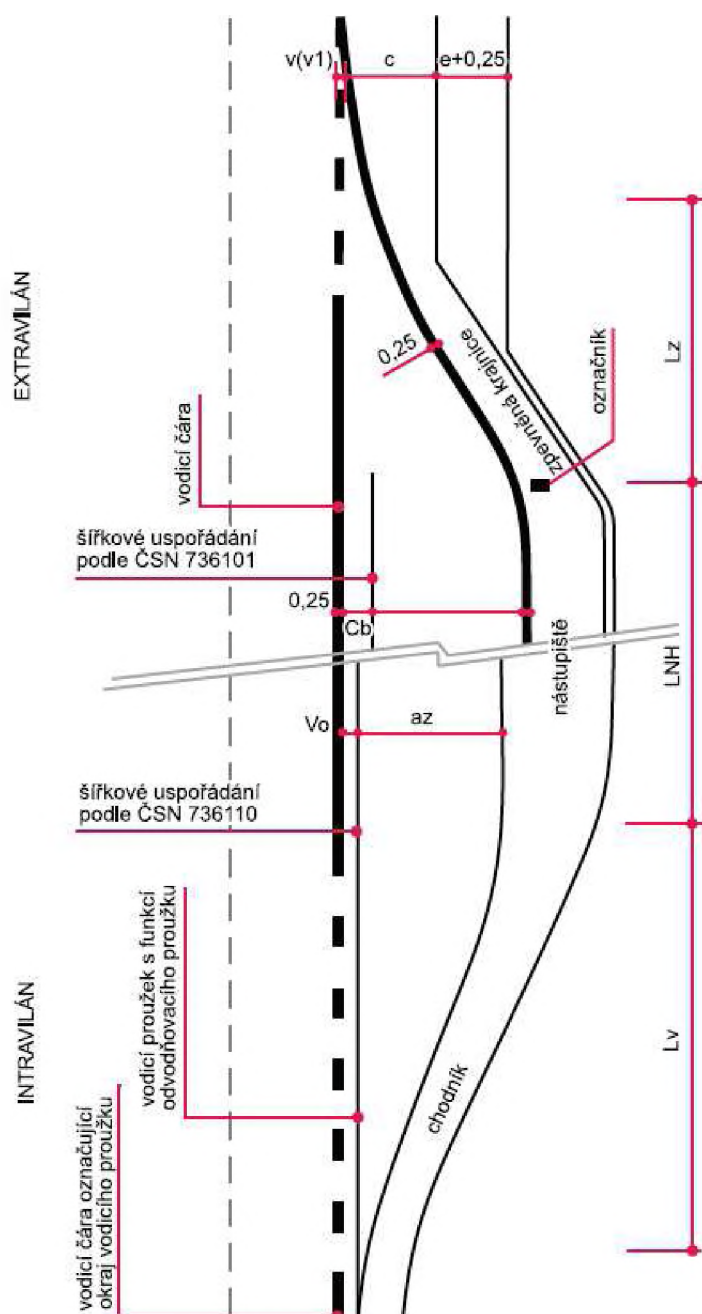 v(v1)
c
e+0,25
EXTRAVILÁN
0,25
zpevněná krajnice
označník
Lz
vodicí čára
šířkové uspořádání
podle ČSN 736101
0,25
Cb
nástupiště
LNH
Vo
az
šířkové uspořádání
podle ČSN 736110
INTRAVILÁN
vodicí proužek s funkcí
odvodňovacího proužku
chodník
Lv
vodicí čára označující
okraj vodicího proužku